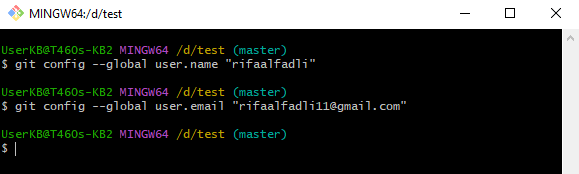 MINGW64:/d/test
UserKB@T460s-KB2 MINGW64 /d/test (master)
$ git config --global user.name "rifaalfadli"
UserKB@T460s-KB2 MINGW64 /d/test (master)
$ git config --global user.email "rifaalfadli11@gmail.com"
UserKB@T460s-KB2 MINGW64 /d/test (master)
$